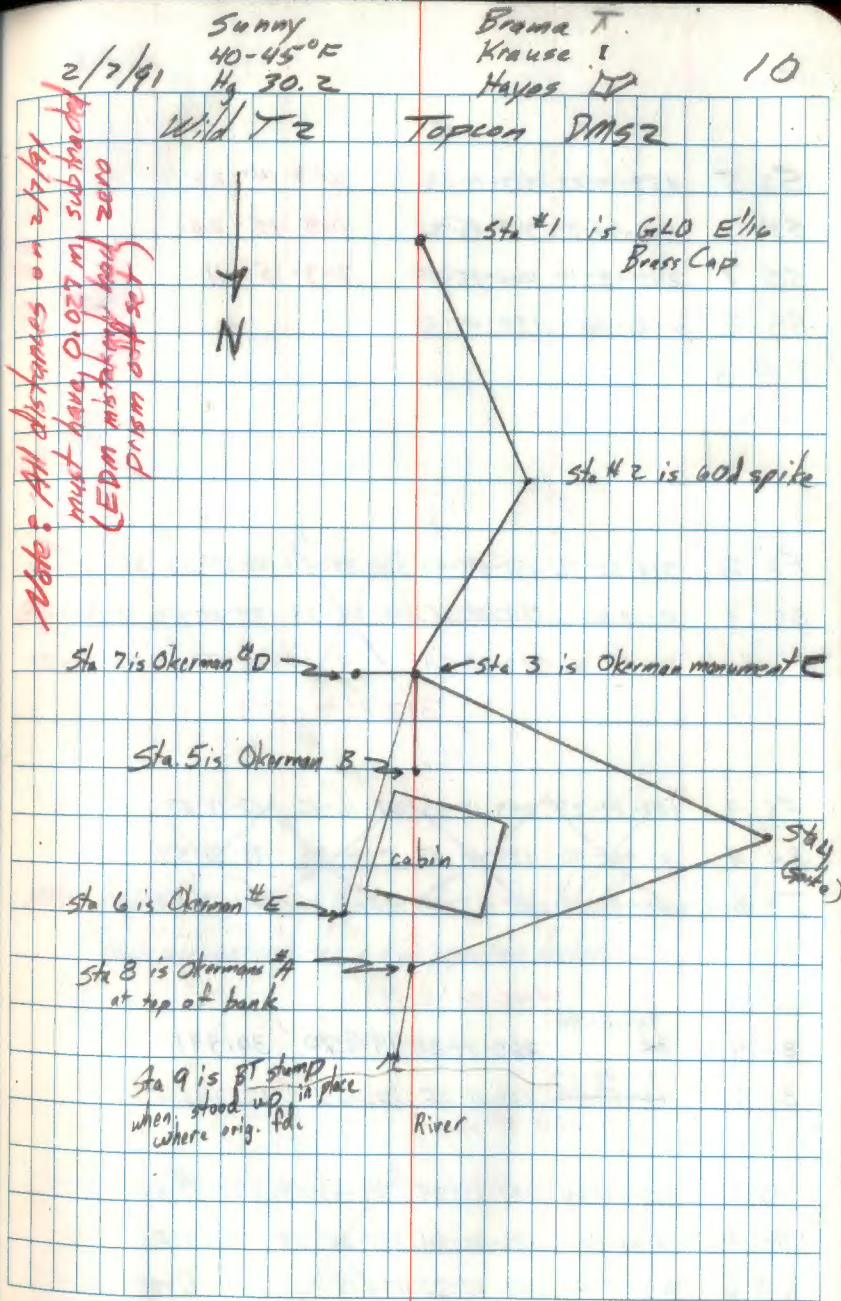 Sunny
40-45°F
Hg 30.2
2/7/91
Brama
Krause
Hayes
10
Wild T2 Topcon DMS2
Note: All distances on 2/7/91
must have 0.027 m subtracted
(EDM mistakenly had zero
prism offset)
N
Sta #1 is GLO E 1/16
Brass Cap
Sta #2 is 60d spike
Sta 7 is Okerman #D
Sta 3 is Okerman monument C
Sta. 5 is Okerman B
cabin
Sta 4
Sta 6 is Okerman #E
Sta 8 is Okermans #A
at top of bank
Sta 9 is BT stump
when stood up in place
where orig. fd.
River